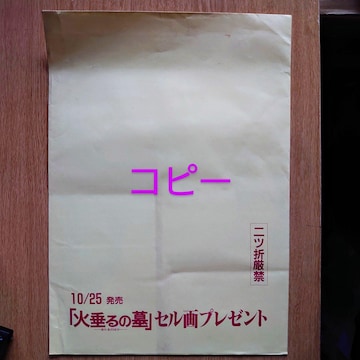 コピー
二ツ折厳禁
10/25 発売
「火垂るの墓」セル画プレゼント